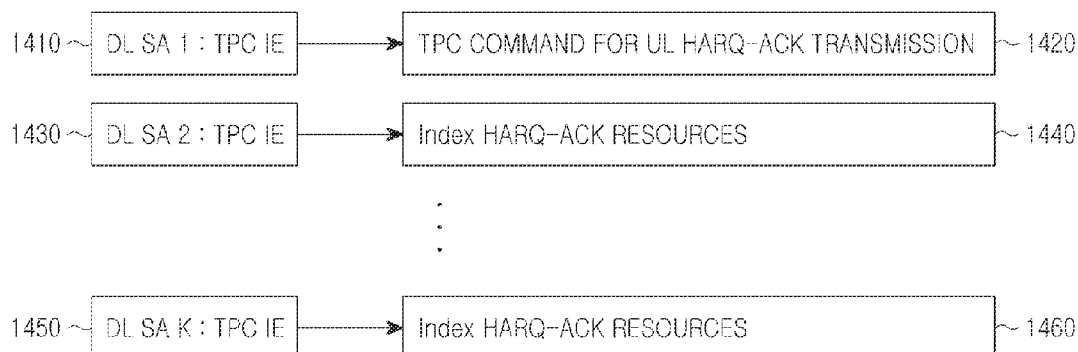 1410 DL SA 1 : TPC IE TPC COMMAND FOR UL HARQ-ACK TRANSMISSION 1420
1430 DL SA 2 : TPC IE Index HARQ-ACK RESOURCES 1440
1450 DL SA K : TPC IE Index HARQ-ACK RESOURCES 1460